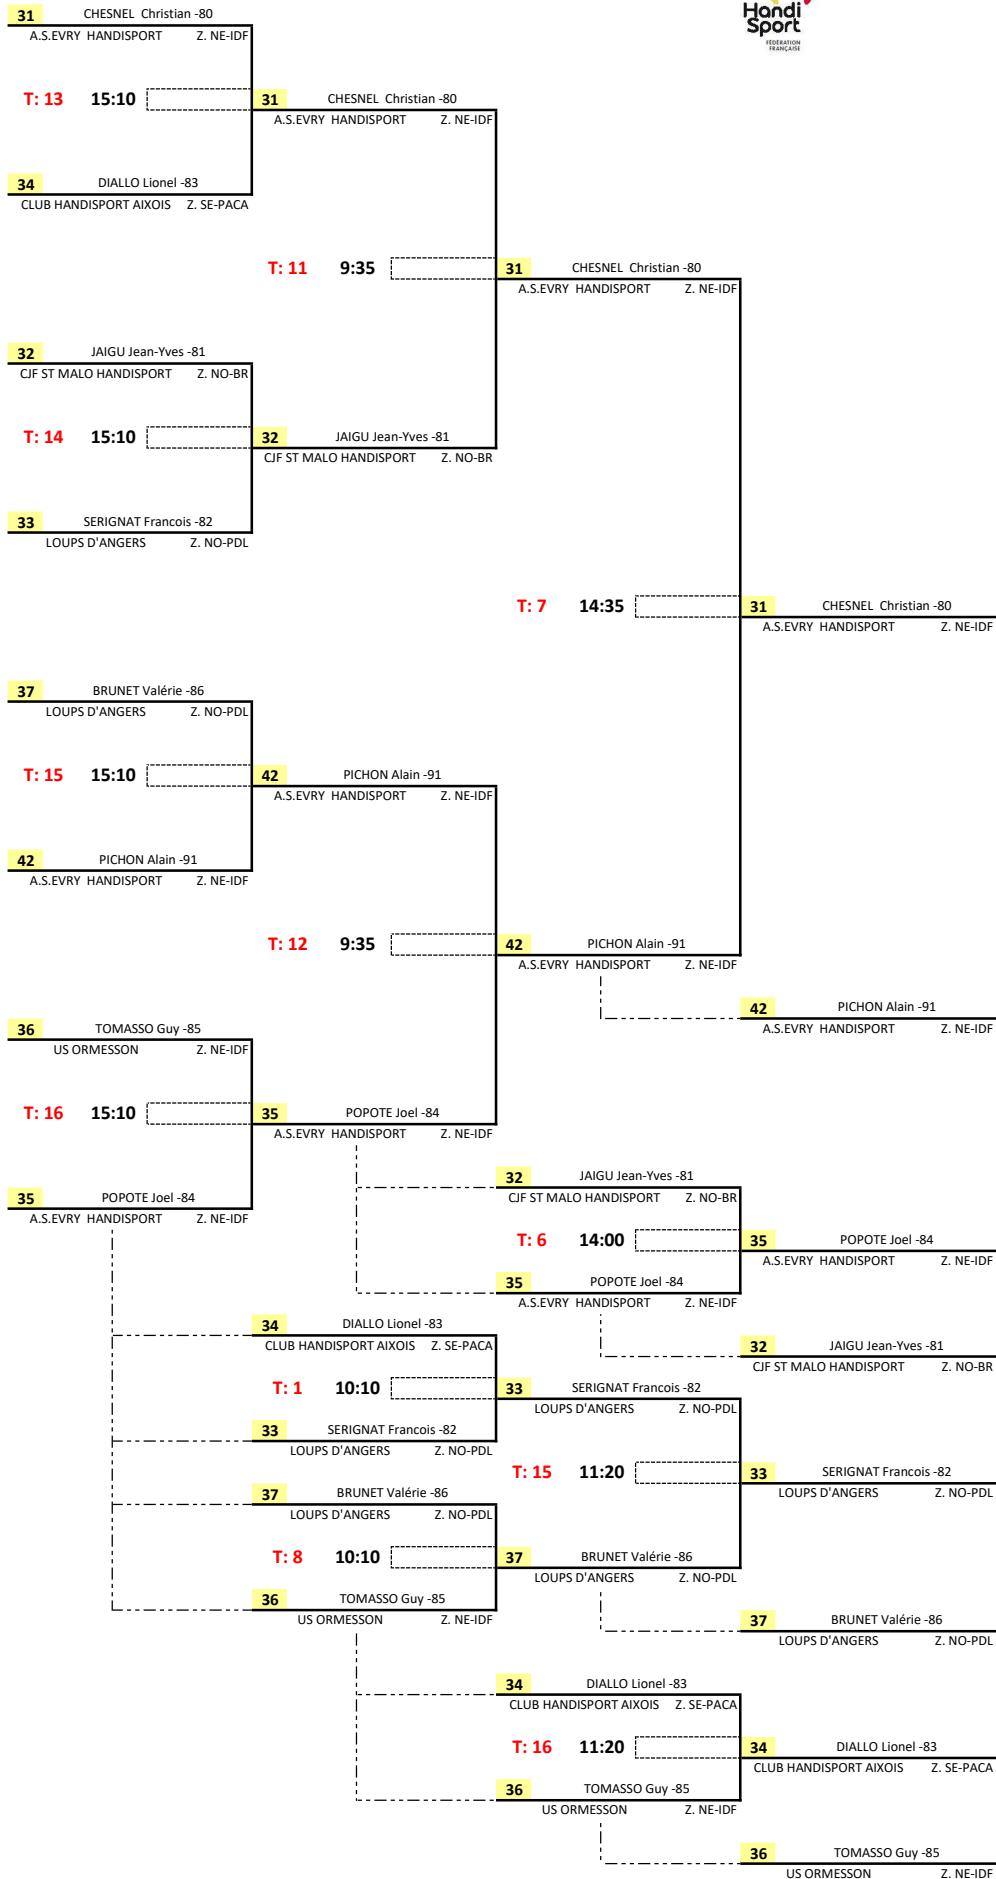 Handi
Sport
FÉDÉRATION
FRANÇAISE
31 CHESNEL Christian -80
A.S.EVRY HANDISPORT Z. NE-IDF
T: 13 15:10
31 CHESNEL Christian -80
A.S.EVRY HANDISPORT Z. NE-IDF
34 DIALLO Lionel -83
CLUB HANDISPORT AIXOIS Z. SE-PACA
T: 11 9:35
31 CHESNEL Christian -80
A.S.EVRY HANDISPORT Z. NE-IDF
32 JAIGU Jean-Yves -81
CJF ST MALO HANDISPORT Z. NO-BR
T: 14 15:10
32 JAIGU Jean-Yves -81
CJF ST MALO HANDISPORT Z. NO-BR
33 SERIGNAT Francois -82
LOUPS D'ANGERS Z. NO-PDL
T: 7 14:35
31 CHESNEL Christian -80
A.S.EVRY HANDISPORT Z. NE-IDF
37 BRUNET Valérie -86
LOUPS D'ANGERS Z. NO-PDL
T: 15 15:10
42 PICHON Alain -91
A.S.EVRY HANDISPORT Z. NE-IDF
42 PICHON Alain -91
A.S.EVRY HANDISPORT Z. NE-IDF
T: 12 9:35
42 PICHON Alain -91
A.S.EVRY HANDISPORT Z. NE-IDF
42 PICHON Alain -91
A.S.EVRY HANDISPORT Z. NE-IDF
36 TOMASSO Guy -85
US ORMESSON Z. NE-IDF
T: 16 15:10
35 POPOTE Joel -84
A.S.EVRY HANDISPORT Z. NE-IDF
35 POPOTE Joel -84
A.S.EVRY HANDISPORT Z. NE-IDF
32 JAIGU Jean-Yves -81
CJF ST MALO HANDISPORT Z. NO-BR
T: 6 14:00
35 POPOTE Joel -84
A.S.EVRY HANDISPORT Z. NE-IDF
35 POPOTE Joel -84
A.S.EVRY HANDISPORT Z. NE-IDF
32 JAIGU Jean-Yves -81
CJF ST MALO HANDISPORT Z. NO-BR
34 DIALLO Lionel -83
CLUB HANDISPORT AIXOIS Z. SE-PACA
T: 1 10:10
33 SERIGNAT Francois -82
LOUPS D'ANGERS Z. NO-PDL
33 SERIGNAT Francois -82
LOUPS D'ANGERS Z. NO-PDL
T: 15 11:20
33 SERIGNAT Francois -82
LOUPS D'ANGERS Z. NO-PDL
37 BRUNET Valérie -86
LOUPS D'ANGERS Z. NO-PDL
T: 8 10:10
37 BRUNET Valérie -86
LOUPS D'ANGERS Z. NO-PDL
36 TOMASSO Guy -85
US ORMESSON Z. NE-IDF
37 BRUNET Valérie -86
LOUPS D'ANGERS Z. NO-PDL
34 DIALLO Lionel -83
CLUB HANDISPORT AIXOIS Z. SE-PACA
T: 16 11:20
34 DIALLO Lionel -83
CLUB HANDISPORT AIXOIS Z. SE-PACA
36 TOMASSO Guy -85
US ORMESSON Z. NE-IDF
36 TOMASSO Guy -85
US ORMESSON Z. NE-IDF